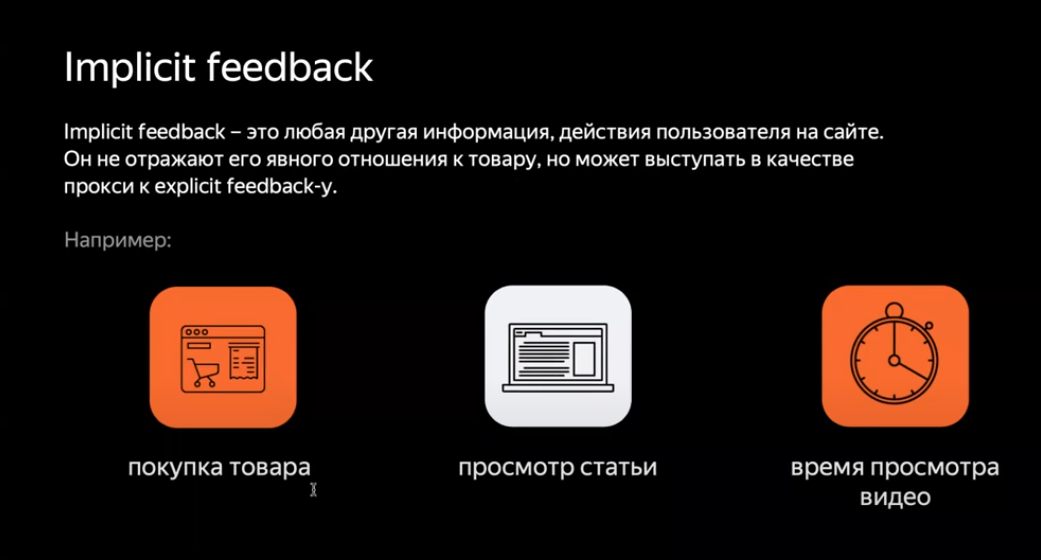 Implicit feedback
Implicit feedback – это любая другая информация, действия пользователя на сайте.
Он не отражают его явного отношения к товару, но может выступать в качестве
прокси к explicit feedback-у.
Например:
покупка товара
просмотр статьи
время просмотра
видео